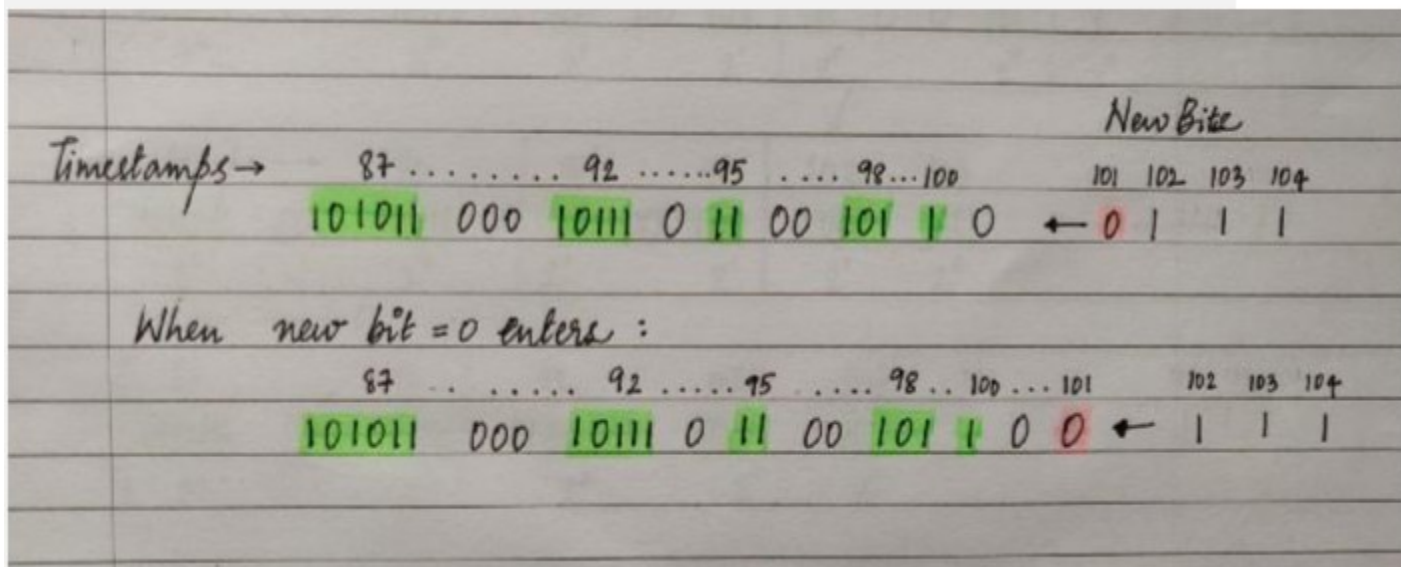 New Bite
Timestamps → 87 ......... 92 ......95 .... 98...100 101 102 103 104
101011 000 10111 0 11 00 101 1 0 ← 0 1 1 1
When new bit = 0 enters :
87 .. ...... 92 ..... 95 ..... 98.. 100 ... 101 102 103 104
101011 000 10111 0 11 00 101 1 0 0 ← 1 1 1